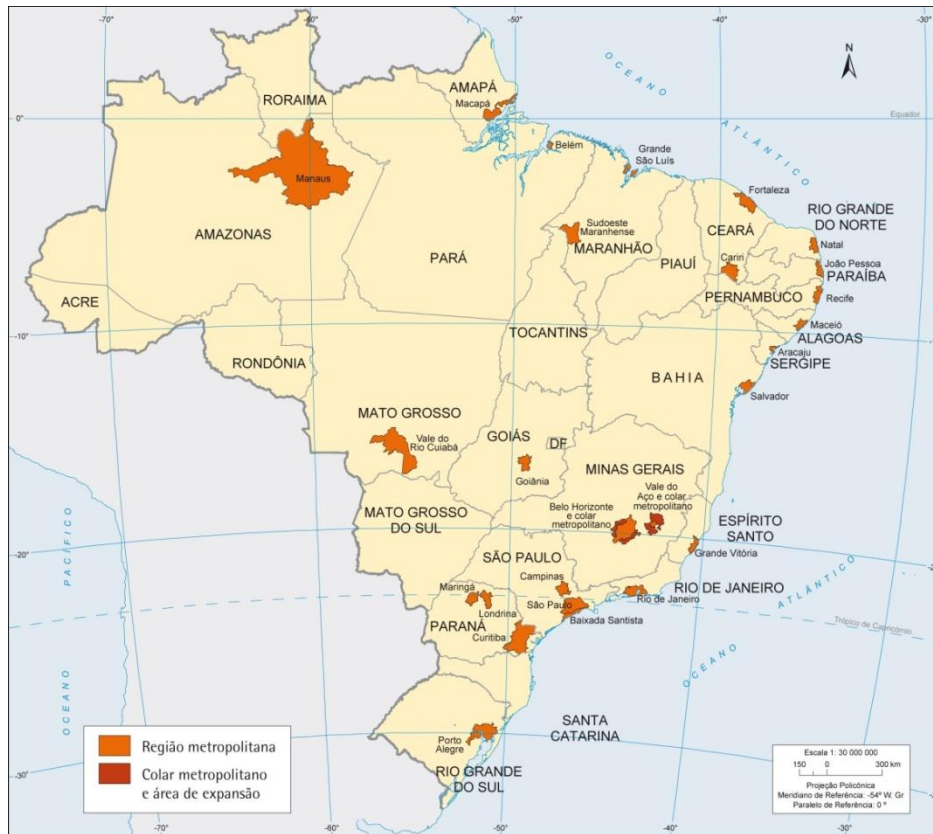 -70°
-60°
-50°
-40°
-30°
N
OCEANO
ATLÂNTICO
Equador
0°
AMAPÁ
Macapá
RORAIMA
Belém
Grande
São Luís
Manaus
Fortaleza
RIO GRANDE
DO NORTE
Natal
CEARÁ
Cariri
João Pessoa
PARAÍBA
Sudoeste
Maranhense
MARANHÃO
AMAZONAS
PARÁ
PIAUÍ
PERNAMBUCO
Recife
ACRE
TOCANTINS
Maceió
ALAGOAS
-10°
Aracaju
SERGIPE
RONDÔNIA
BAHIA
Salvador
MATO GROSSO
Vale do
Rio Cuiabá
GOIÁS
DF
Goiânia
MINAS GERAIS
Belo Horizonte
e colar
metropolitano
Vale do
Aço e colar
metropolitano
MATO GROSSO
DO SUL
ESPÍRITO
SANTO
Grande Vitória
-20°
-20°
SÃO PAULO
Campinas
São Paulo
RIO DE JANEIRO
Rio de Janeiro
Baixada Santista
Maringá
Londrina
PARANÁ
Curitiba
Trópico de Capricórnio
OCEANO
ATLÂNTICO
OCEANO
PACÍFICO
SANTA
CATARINA
Porto
Alegre
RIO GRANDE
DO SUL
Região metropolitana
Colar metropolitano
e área de expansão
Escala 1: 30 000 000
150 0 300 km
Projeção Policônica
Meridiano de Referência: -54° W. Gr
Paralelo de Referência: 0 º
-30°
-70°
-60°
-50°
-40°